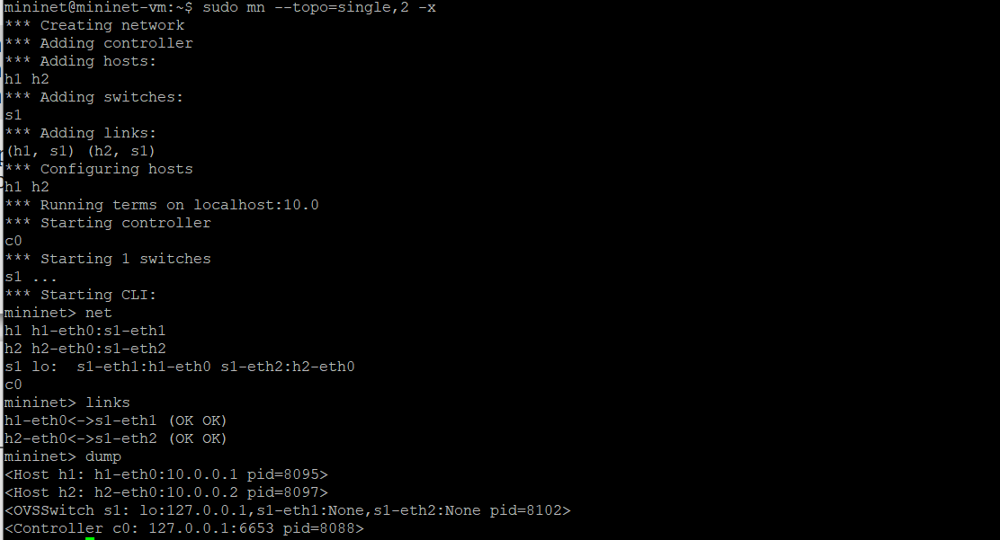 mininet@mininet-vm:~$ sudo mn --topo=single,2 -x
*** Creating network
*** Adding controller
*** Adding hosts:
h1 h2
*** Adding switches:
s1
*** Adding links:
(h1, s1) (h2, s1)
*** Configuring hosts
h1 h2
*** Running terms on localhost:10.0
*** Starting controller
c0
*** Starting 1 switches
s1 ...
*** Starting CLI:
mininet> net
h1 h1-eth0:s1-eth1
h2 h2-eth0:s1-eth2
s1 lo:  s1-eth1:h1-eth0 s1-eth2:h2-eth0
c0
mininet> links
h1-eth0<->s1-eth1 (OK OK)
h2-eth0<->s1-eth2 (OK OK)
mininet> dump
<Host h1: h1-eth0:10.0.0.1 pid=8095>
<Host h2: h2-eth0:10.0.0.2 pid=8097>
<OVSSwitch s1: lo:127.0.0.1,s1-eth1:None,s1-eth2:None pid=8102>
<Controller c0: 127.0.0.1:6653 pid=8088>